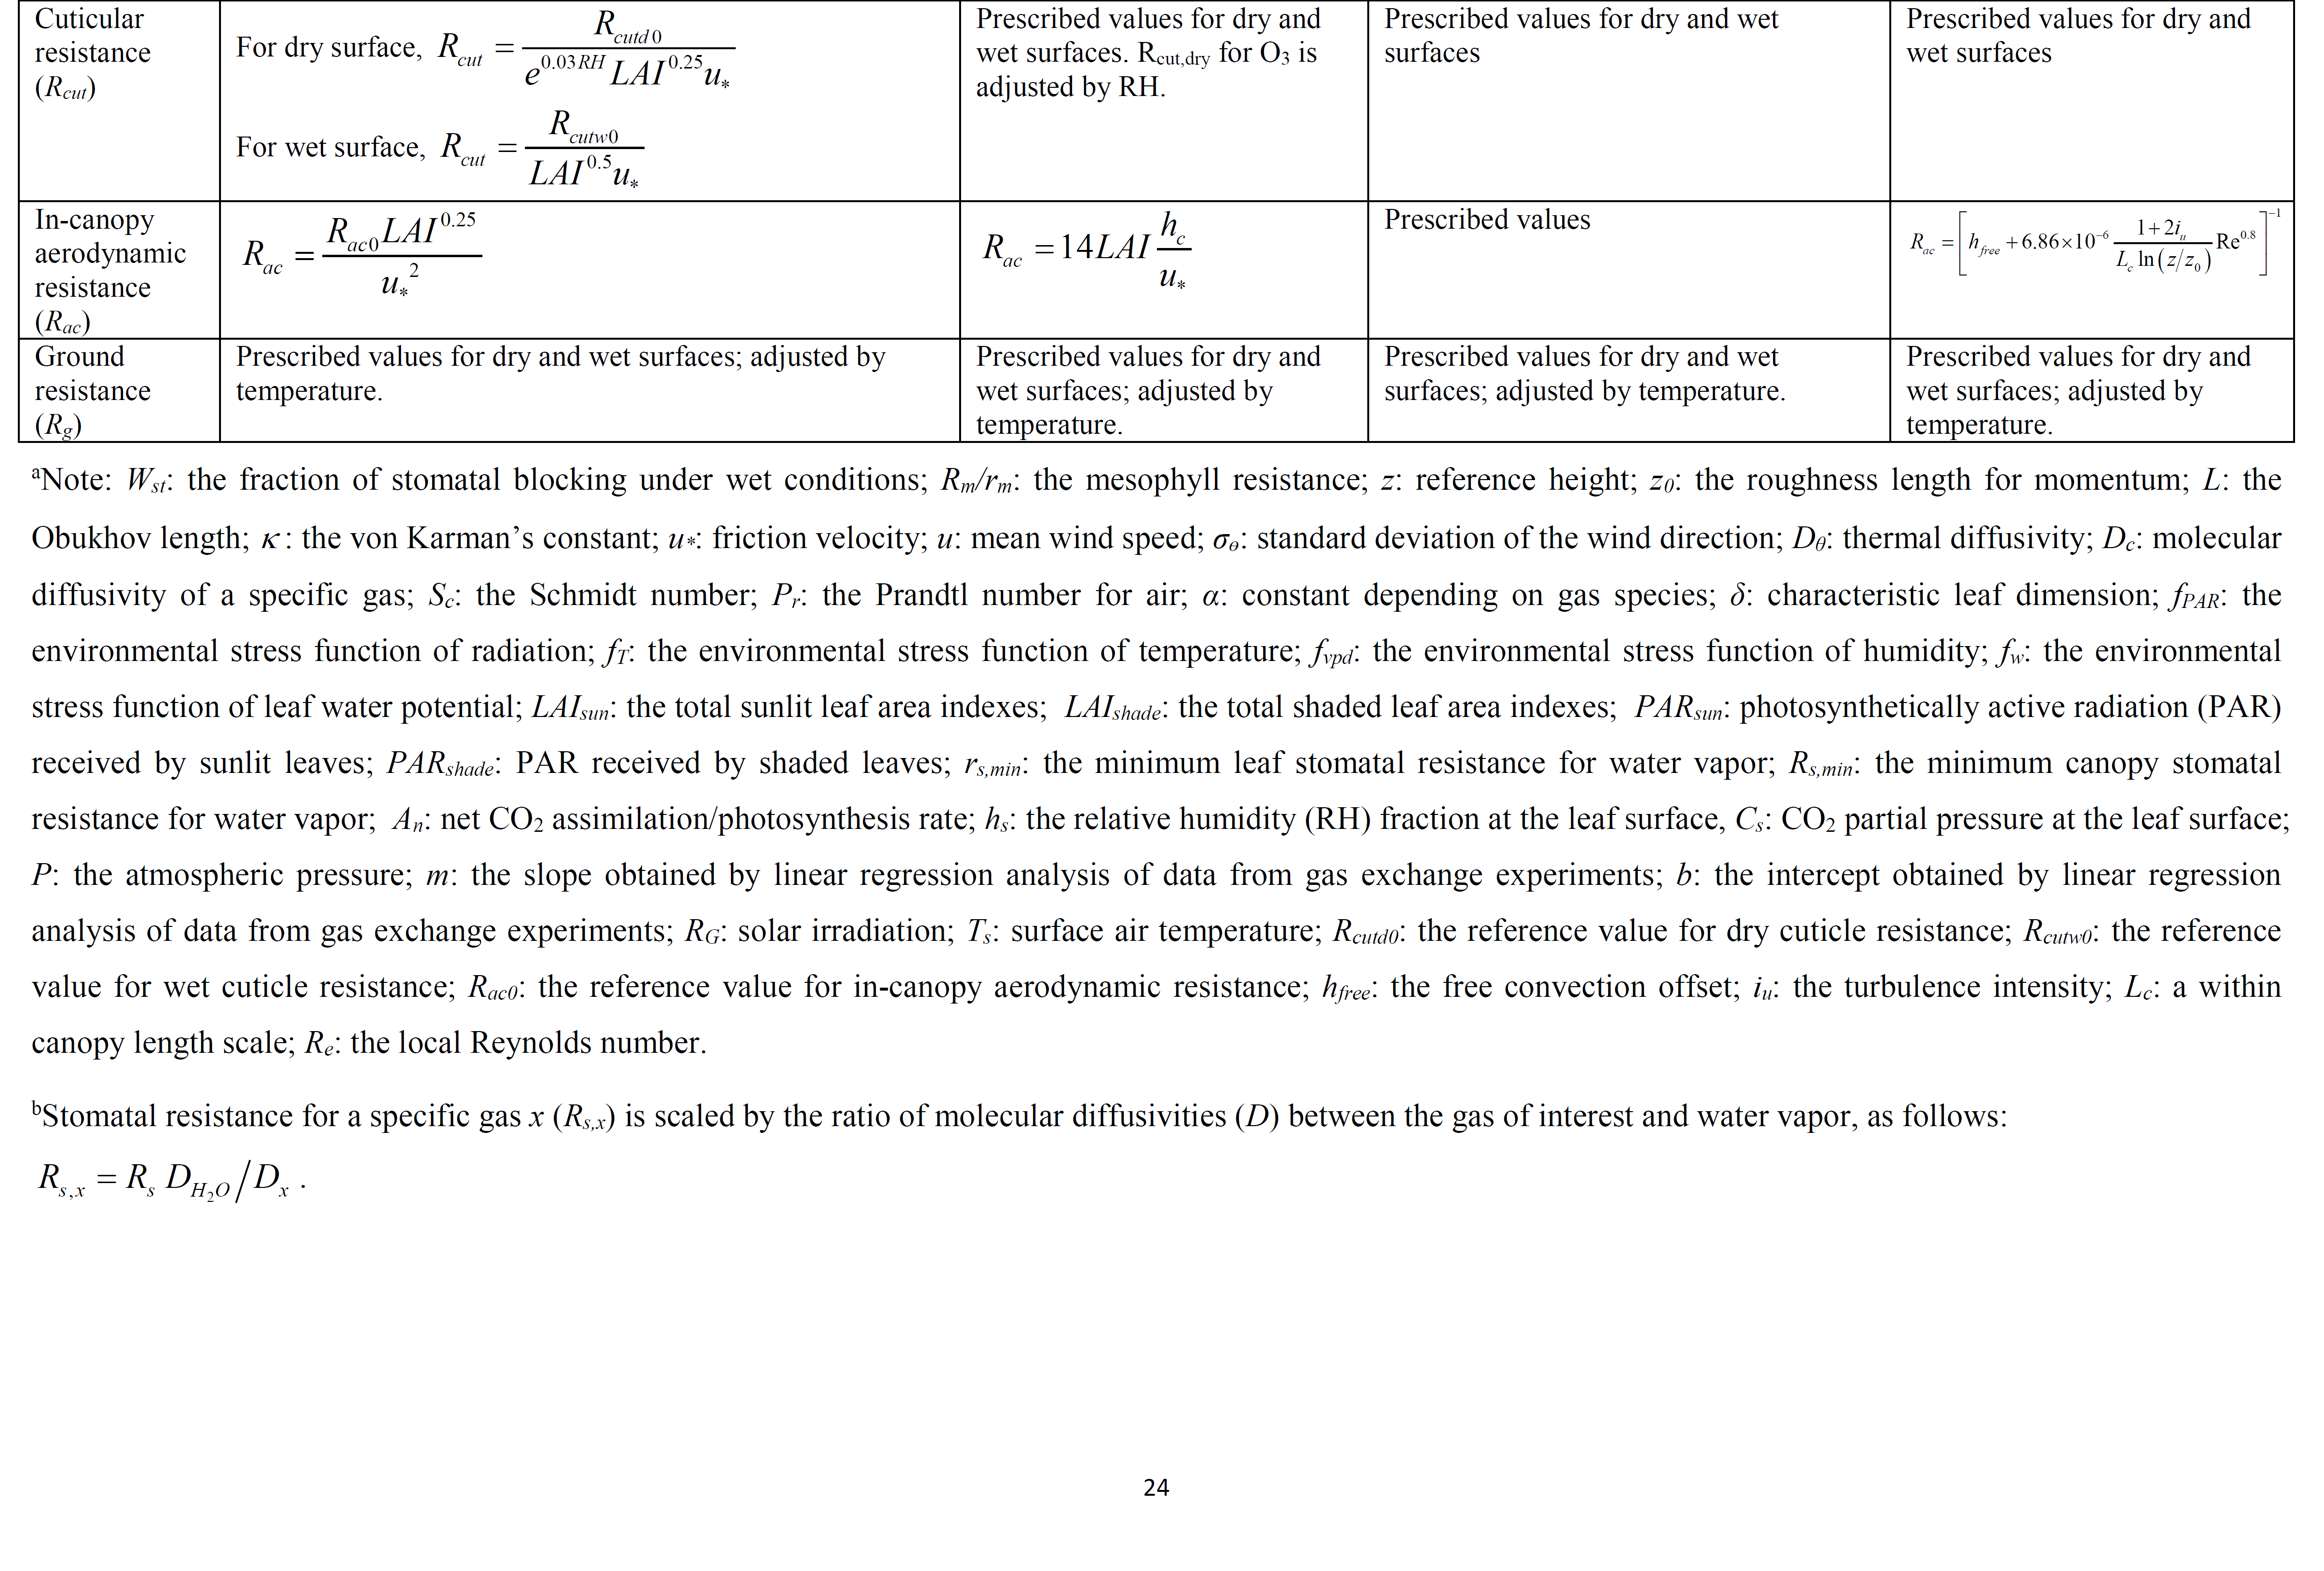 Cuticular resistance (Rcut)
For dry surface, Rcut = Rcutd0 / e^0.03RH LAI^0.25 u*
For wet surface, Rcut = Rcutw0 / LAI^0.5 u*
Prescribed values for dry and
wet surfaces. Rcut,dry for O3 is
adjusted by RH.
Prescribed values for dry and wet
surfaces
Prescribed values for dry and
wet surfaces
In-canopy
aerodynamic
resistance
(Rac)
Rac = Rac0 LAI^0.25 / u*^2
Rac = 14LAI hc / u*
Prescribed values
Rac = [hfree + 6.86×10^−6 (1+2iu) / (Lc ln(z/z0)) Re^0.8]^−1
Ground
resistance
(Rg)
Prescribed values for dry and wet surfaces; adjusted by
temperature.
Prescribed values for dry and
wet surfaces; adjusted by
temperature.
Prescribed values for dry and wet
surfaces; adjusted by temperature.
Prescribed values for dry and
wet surfaces; adjusted by
temperature.
aNote: Wst: the fraction of stomatal blocking under wet conditions; Rm/rm: the mesophyll resistance; z: reference height; z0: the roughness length for momentum; L: the
Obukhov length; κ: the von Karman’s constant; u*: friction velocity; u: mean wind speed; σθ: standard deviation of the wind direction; Dθ: thermal diffusivity; Dc: molecular
diffusivity of a specific gas; Sc: the Schmidt number; Pr: the Prandtl number for air; α: constant depending on gas species; δ: characteristic leaf dimension; fPAR: the
environmental stress function of radiation; fT: the environmental stress function of temperature; fvpd: the environmental stress function of humidity; fw: the environmental
stress function of leaf water potential; LAIsun: the total sunlit leaf area indexes; LAIshade: the total shaded leaf area indexes; PARsun: photosynthetically active radiation (PAR)
received by sunlit leaves; PARshade: PAR received by shaded leaves; rs,min: the minimum leaf stomatal resistance for water vapor; Rs,min: the minimum canopy stomatal
resistance for water vapor; An: net CO2 assimilation/photosynthesis rate; hs: the relative humidity (RH) fraction at the leaf surface, Cs: CO2 partial pressure at the leaf surface;
P: the atmospheric pressure; m: the slope obtained by linear regression analysis of data from gas exchange experiments; b: the intercept obtained by linear regression
analysis of data from gas exchange experiments; RG: solar irradiation; Ts: surface air temperature; Rcutd0: the reference value for dry cuticle resistance; Rcutw0: the reference
value for wet cuticle resistance; Rac0: the reference value for in-canopy aerodynamic resistance; hfree: the free convection offset; iu: the turbulence intensity; Lc: a within
canopy length scale; Re: the local Reynolds number.
bStomatal resistance for a specific gas x (Rs,x) is scaled by the ratio of molecular diffusivities (D) between the gas of interest and water vapor, as follows:
Rs,x = Rs DH2O/Dx .
24